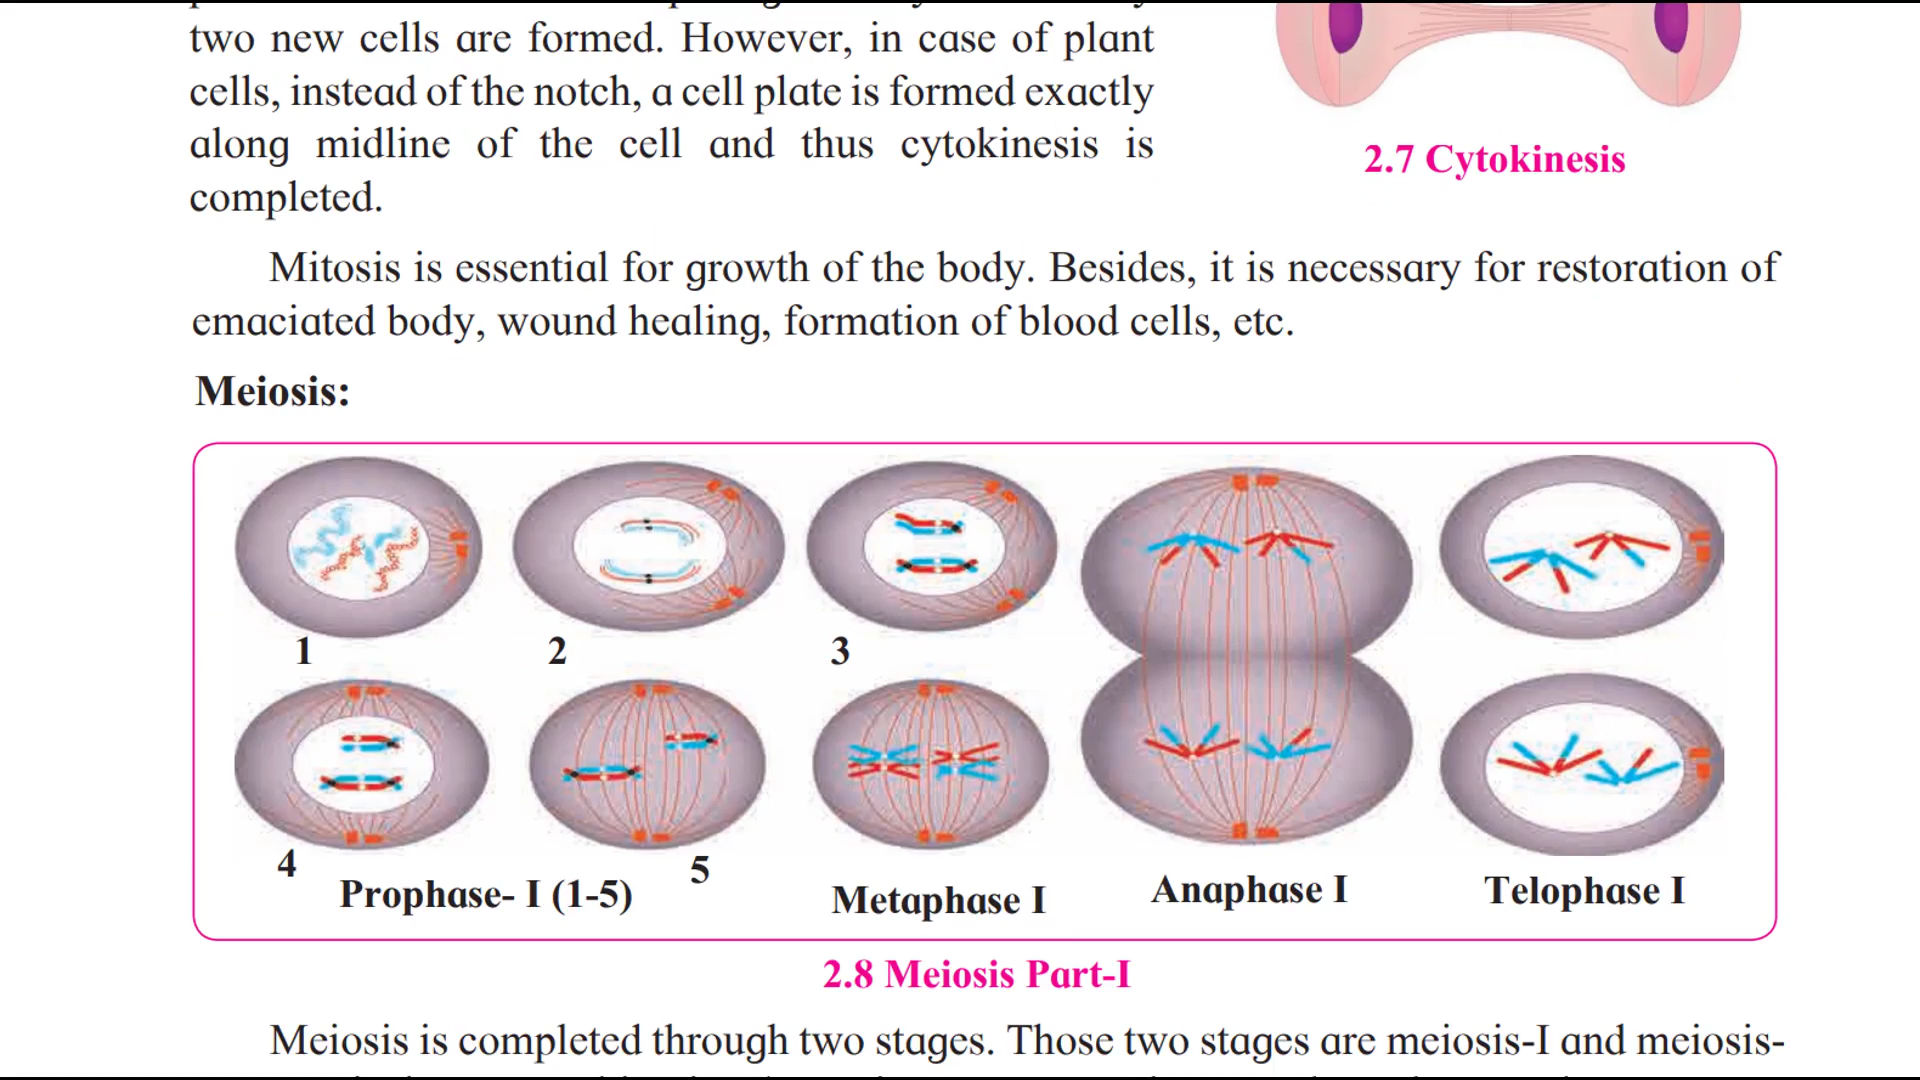 two new cells are formed. However, in case of plant
cells, instead of the notch, a cell plate is formed exactly
along midline of the cell and thus cytokinesis is
completed.
2.7 Cytokinesis
Mitosis is essential for growth of the body. Besides, it is necessary for restoration of
emaciated body, wound healing, formation of blood cells, etc.
Meiosis:
1 2 3
4 5
Prophase- I (1-5) Metaphase I Anaphase I Telophase I
2.8 Meiosis Part-I
Meiosis is completed through two stages. Those two stages are meiosis-I and meiosis-